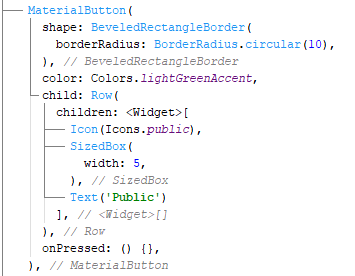 MaterialButton(
shape: BeveledRectangleBorder(
borderRadius: BorderRadius.circular(10),
), // BeveledRectangleBorder
color: Colors.lightGreenAccent,
child: Row(
children: <Widget>[
Icon(Icons.public),
SizedBox(
width: 5,
), // SizedBox
Text('Public')
], // <Widget>[]
), // Row
onPressed: () {},
), // MaterialButton